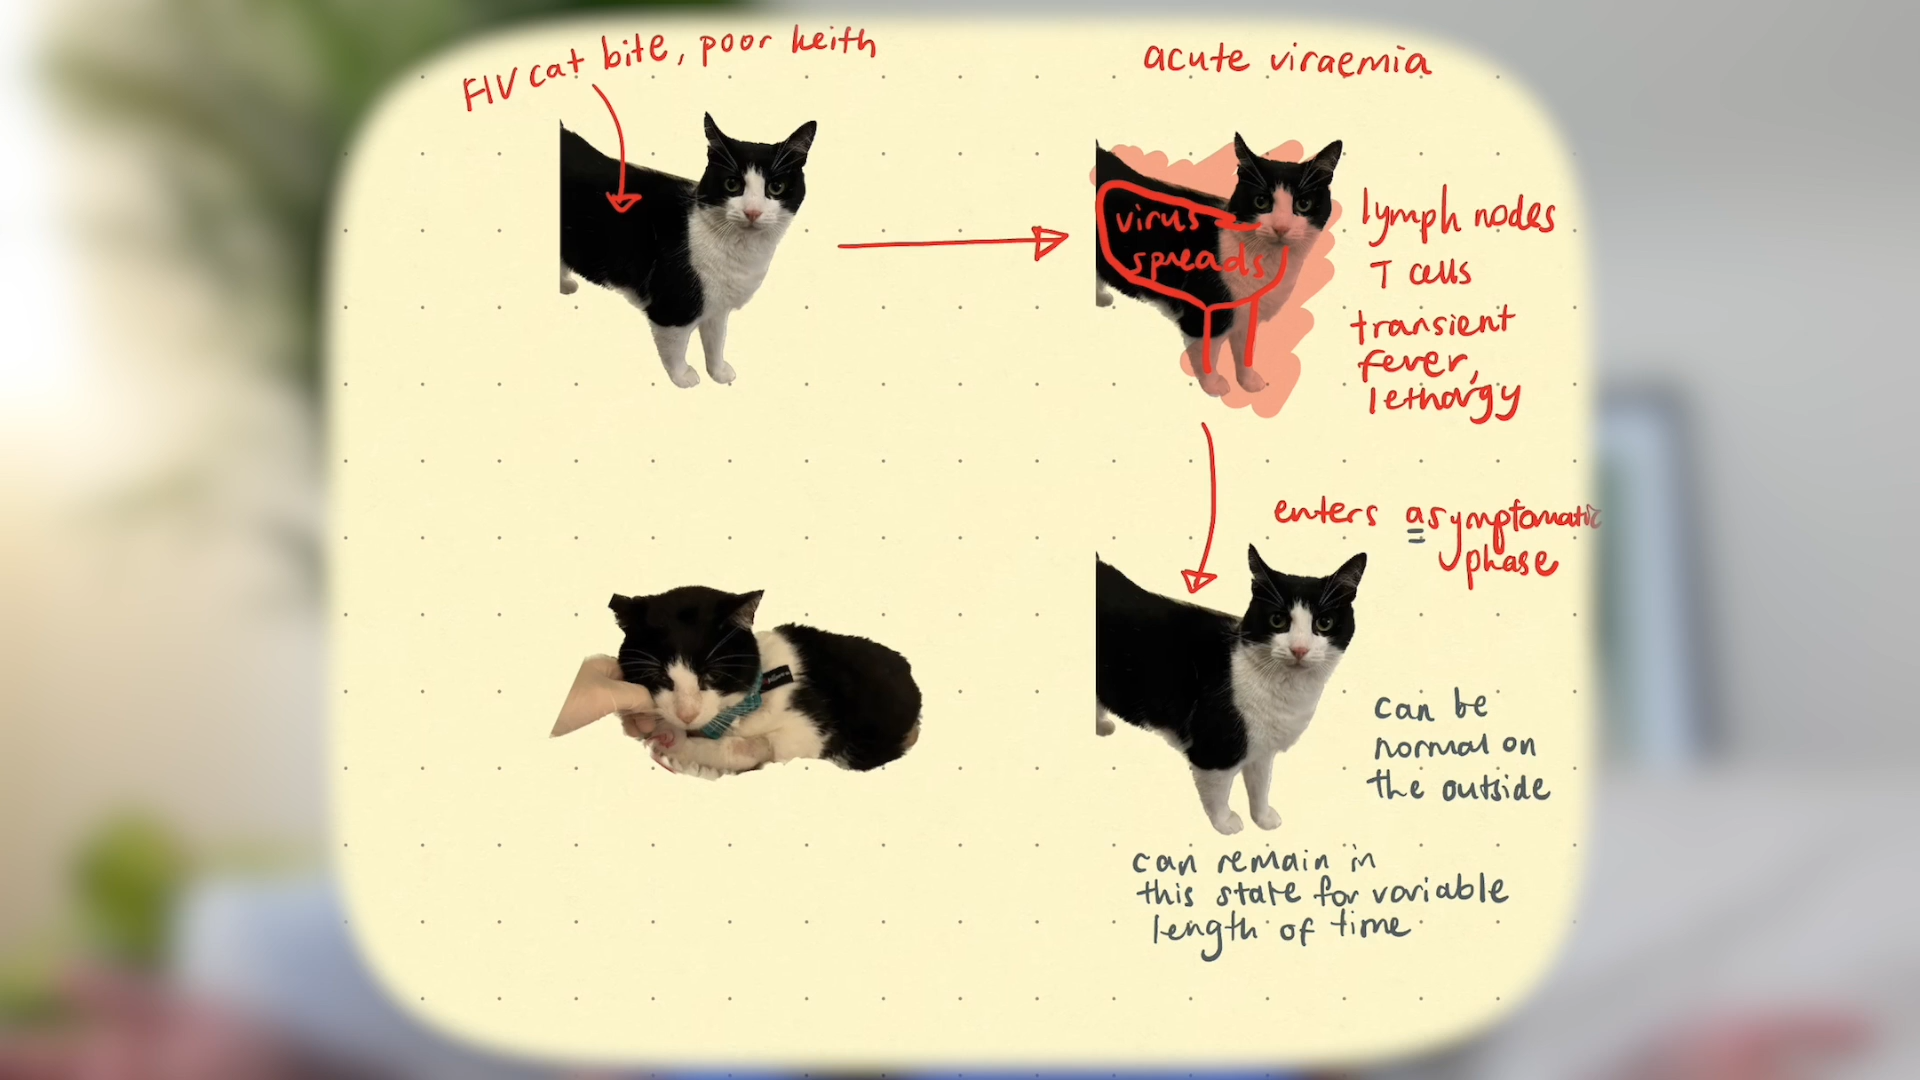 FIV cat bite, poor keith
acute viraemia
virus
spreads
lymph nodes
T cells
transient
fever,
lethargy
enters asymptomatic
phase
can be
normal on
the outside
can remain in
this state for variable
length of time